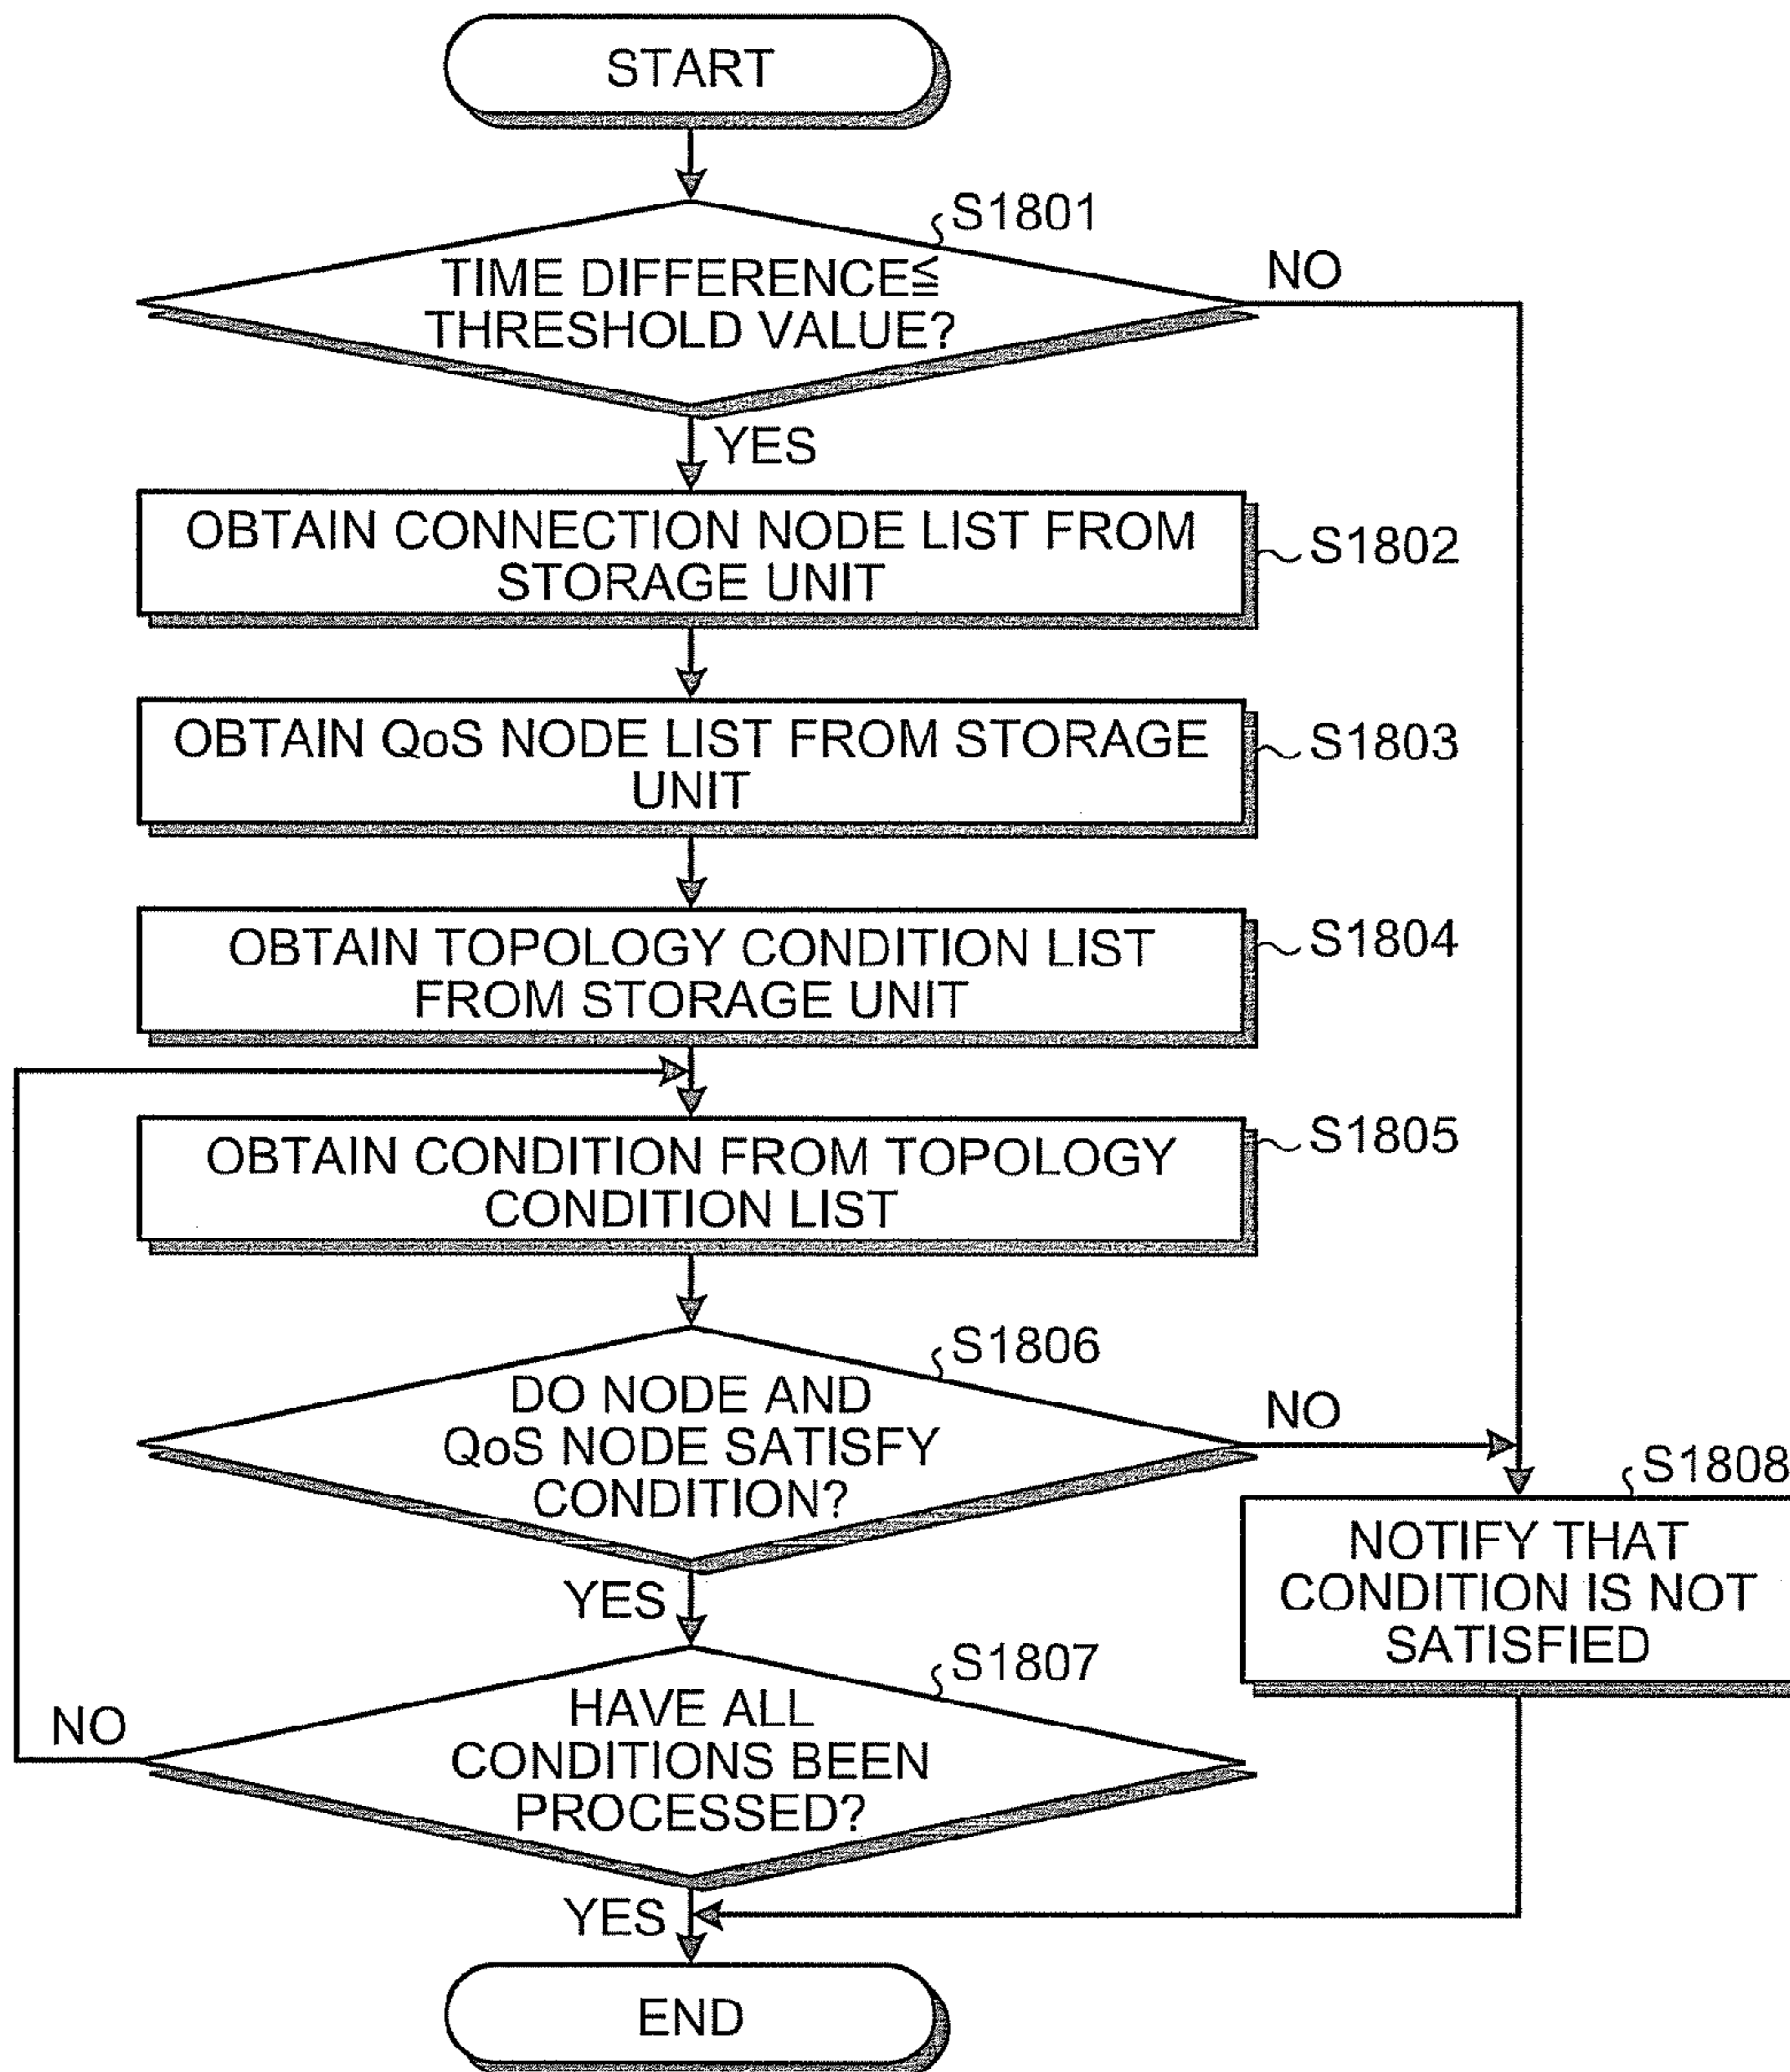 START
S1801
TIME DIFFERENCE≦
THRESHOLD VALUE?
NO
YES
OBTAIN CONNECTION NODE LIST FROM
STORAGE UNIT
S1802
OBTAIN QoS NODE LIST FROM STORAGE
UNIT
S1803
OBTAIN TOPOLOGY CONDITION LIST
FROM STORAGE UNIT
S1804
OBTAIN CONDITION FROM TOPOLOGY
CONDITION LIST
S1805
S1806
DO NODE AND
QoS NODE SATISFY
CONDITION?
NO
YES
S1808
NOTIFY THAT
CONDITION IS NOT
SATISFIED
S1807
HAVE ALL
CONDITIONS BEEN
PROCESSED?
NO
YES
END